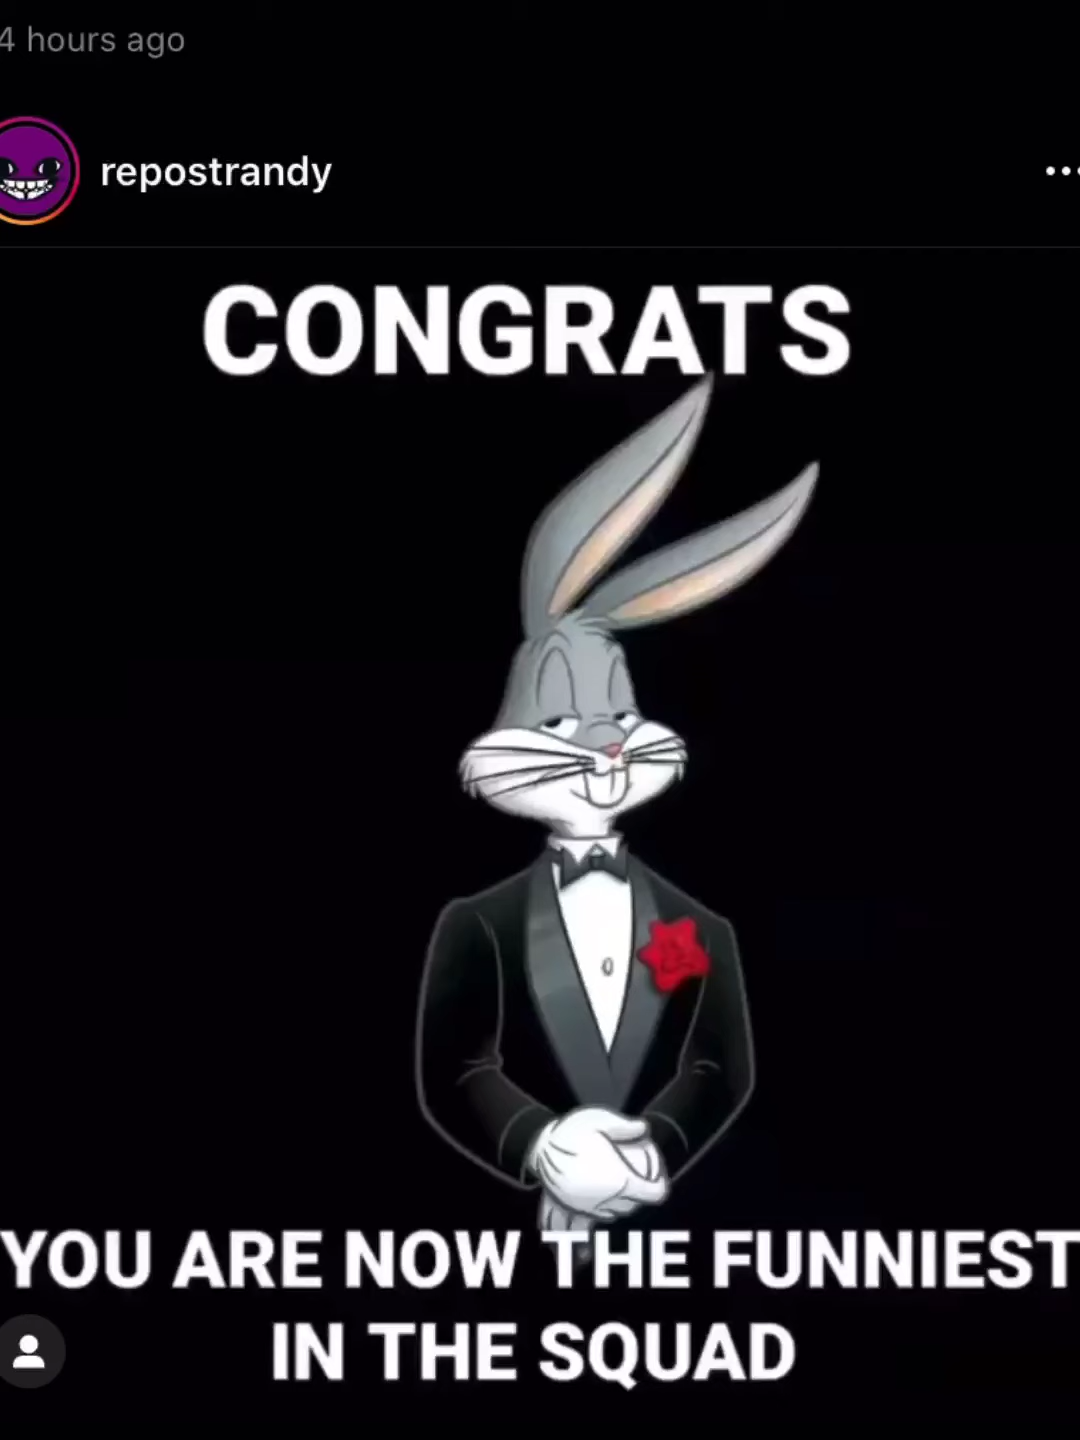 4 hours ago
repostrandy
CONGRATS
YOU ARE NOW THE FUNNIEST
IN THE SQUAD